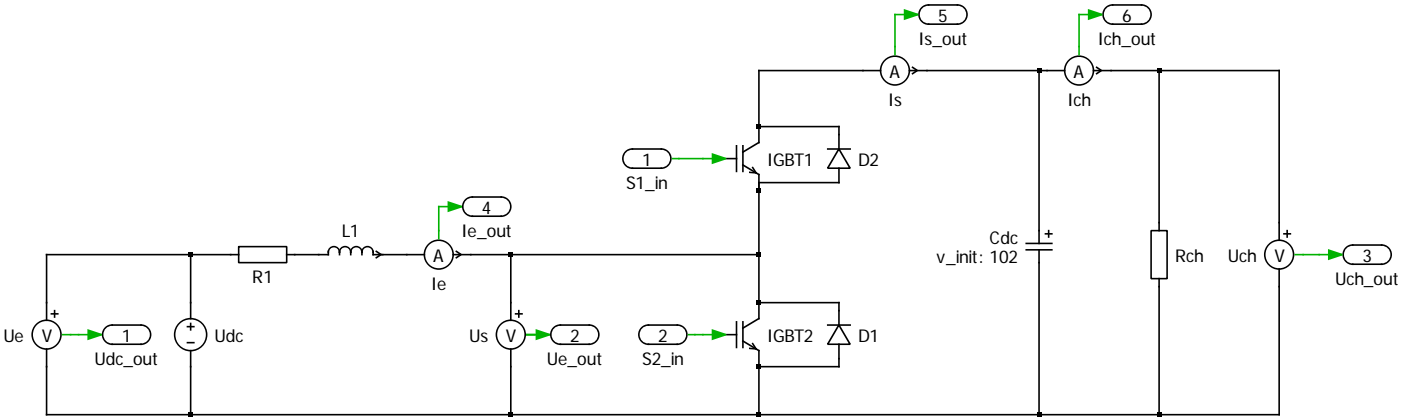 5
Is_out
6
Ich_out
A
Is
A
Ich
1
S1_in
IGBT1
D2
4
Ie_out
L1
R1
A
Ie
Cdc
v_init: 102
+
Rch
Uch
+
V
3
Uch_out
Ue
+
V
1
Udc_out
+
−
Udc
Us
+
V
2
Ue_out
2
S2_in
IGBT2
D1